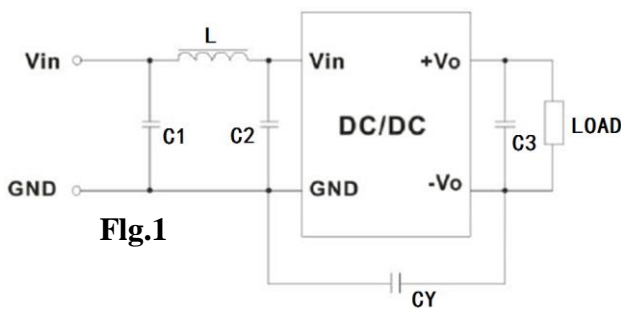 L
Vin
Vin
+Vo
C1
C2
DC/DC
C3
LOAD
GND
GND
-Vo
Flg.1
CY